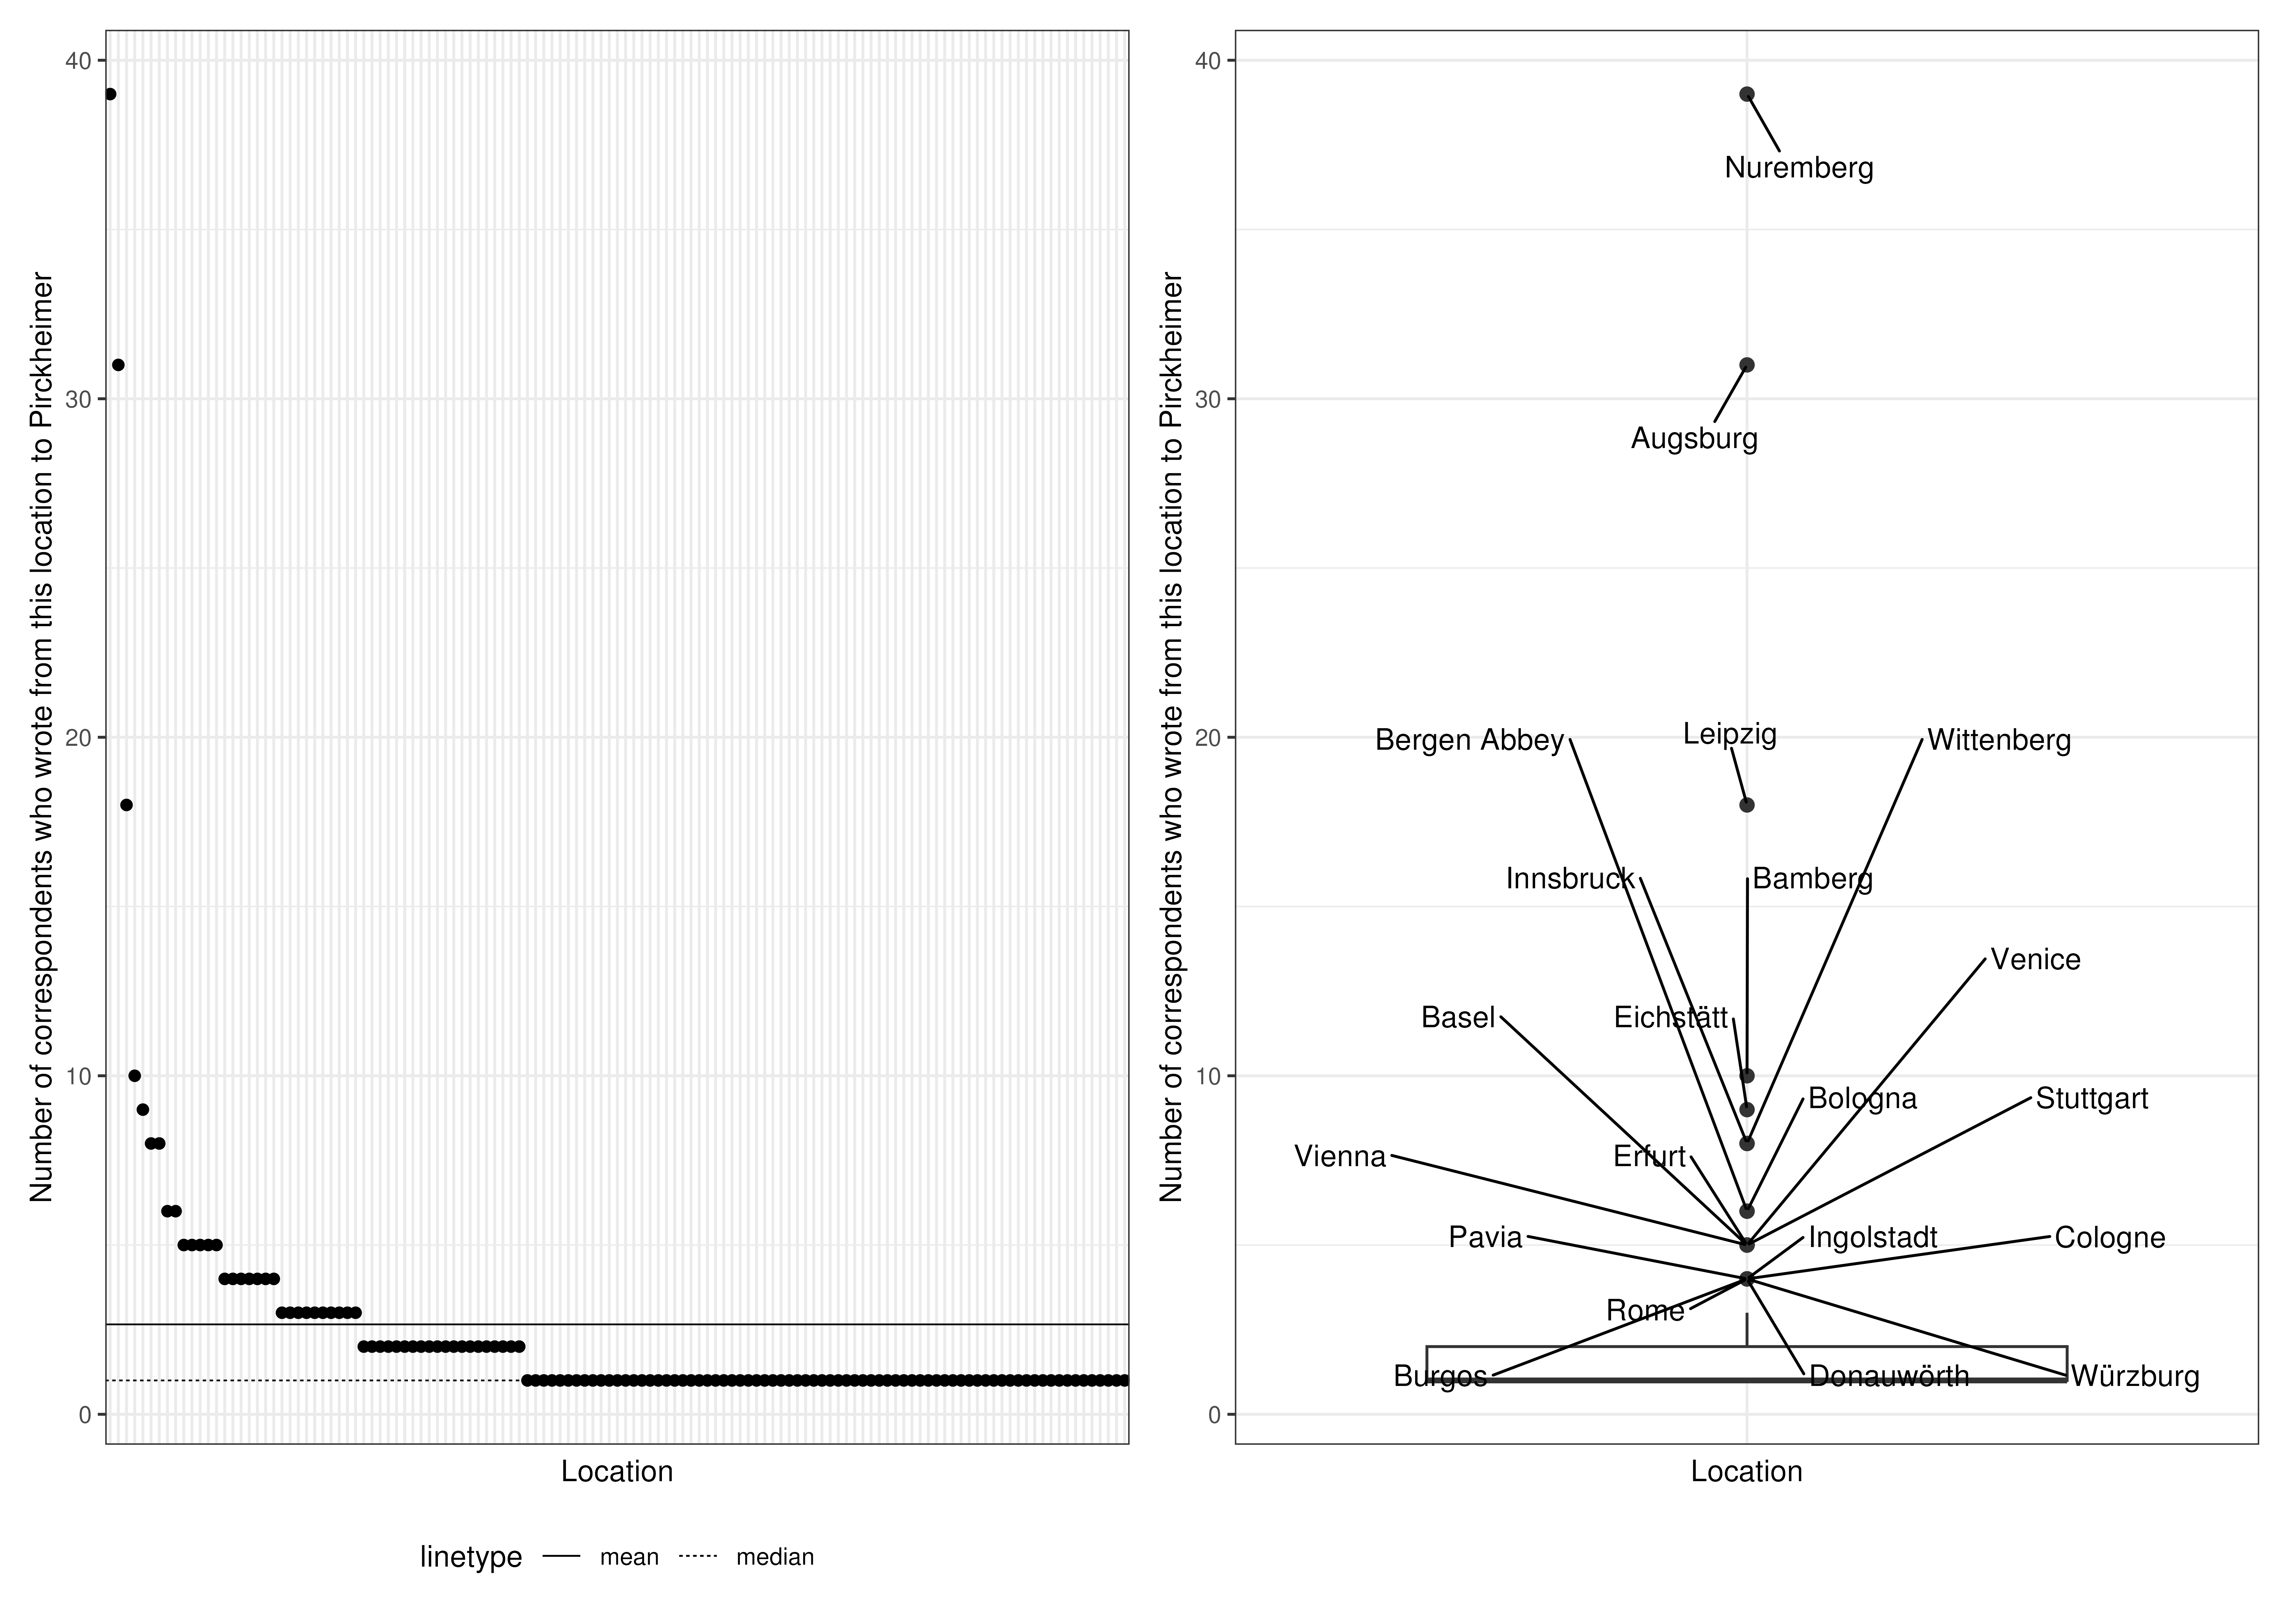 Number of correspondents who wrote from this location to Pirckheimer
40
30
20
10
0
Location
linetype mean median
Number of correspondents who wrote from this location to Pirckheimer
40
30
20
10
0
Nuremberg
Augsburg
Bergen Abbey
Leipzig
Wittenberg
Innsbruck
Bamberg
Venice
Basel
Eichstätt
Bologna
Stuttgart
Vienna
Erfurt
Pavia
Ingolstadt
Cologne
Rome
Burgos
Donauwörth
Würzburg
Location